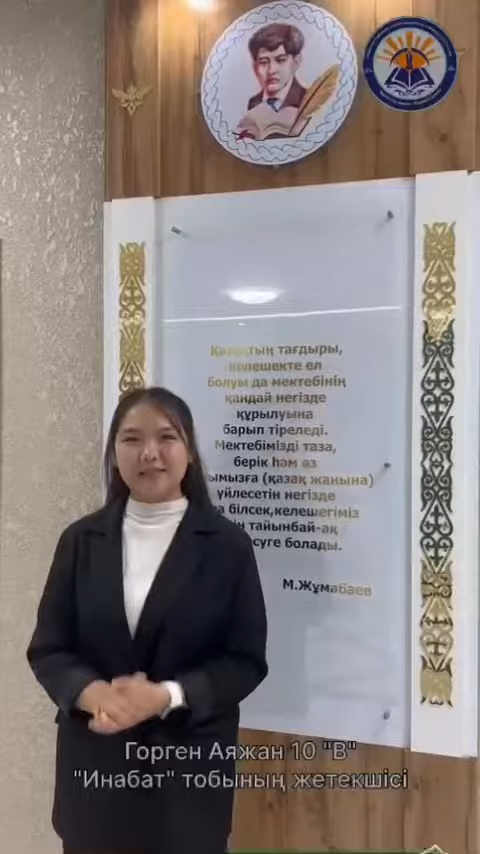 Қазақтың тағдыры,
келешекте ел
болуы да мектебінің
қандай негізде
құрылуына
барып тіреледі.
Мектебімізді таза,
берік һәм өз
(қазақ жанына)
үйлесетін негізде
білсек,келешегіміз
тайынбай-ақ
болады.
М.Жұмабаев
Горген Аяжан 10 "В"
"Инабат" тобының жетекшісі